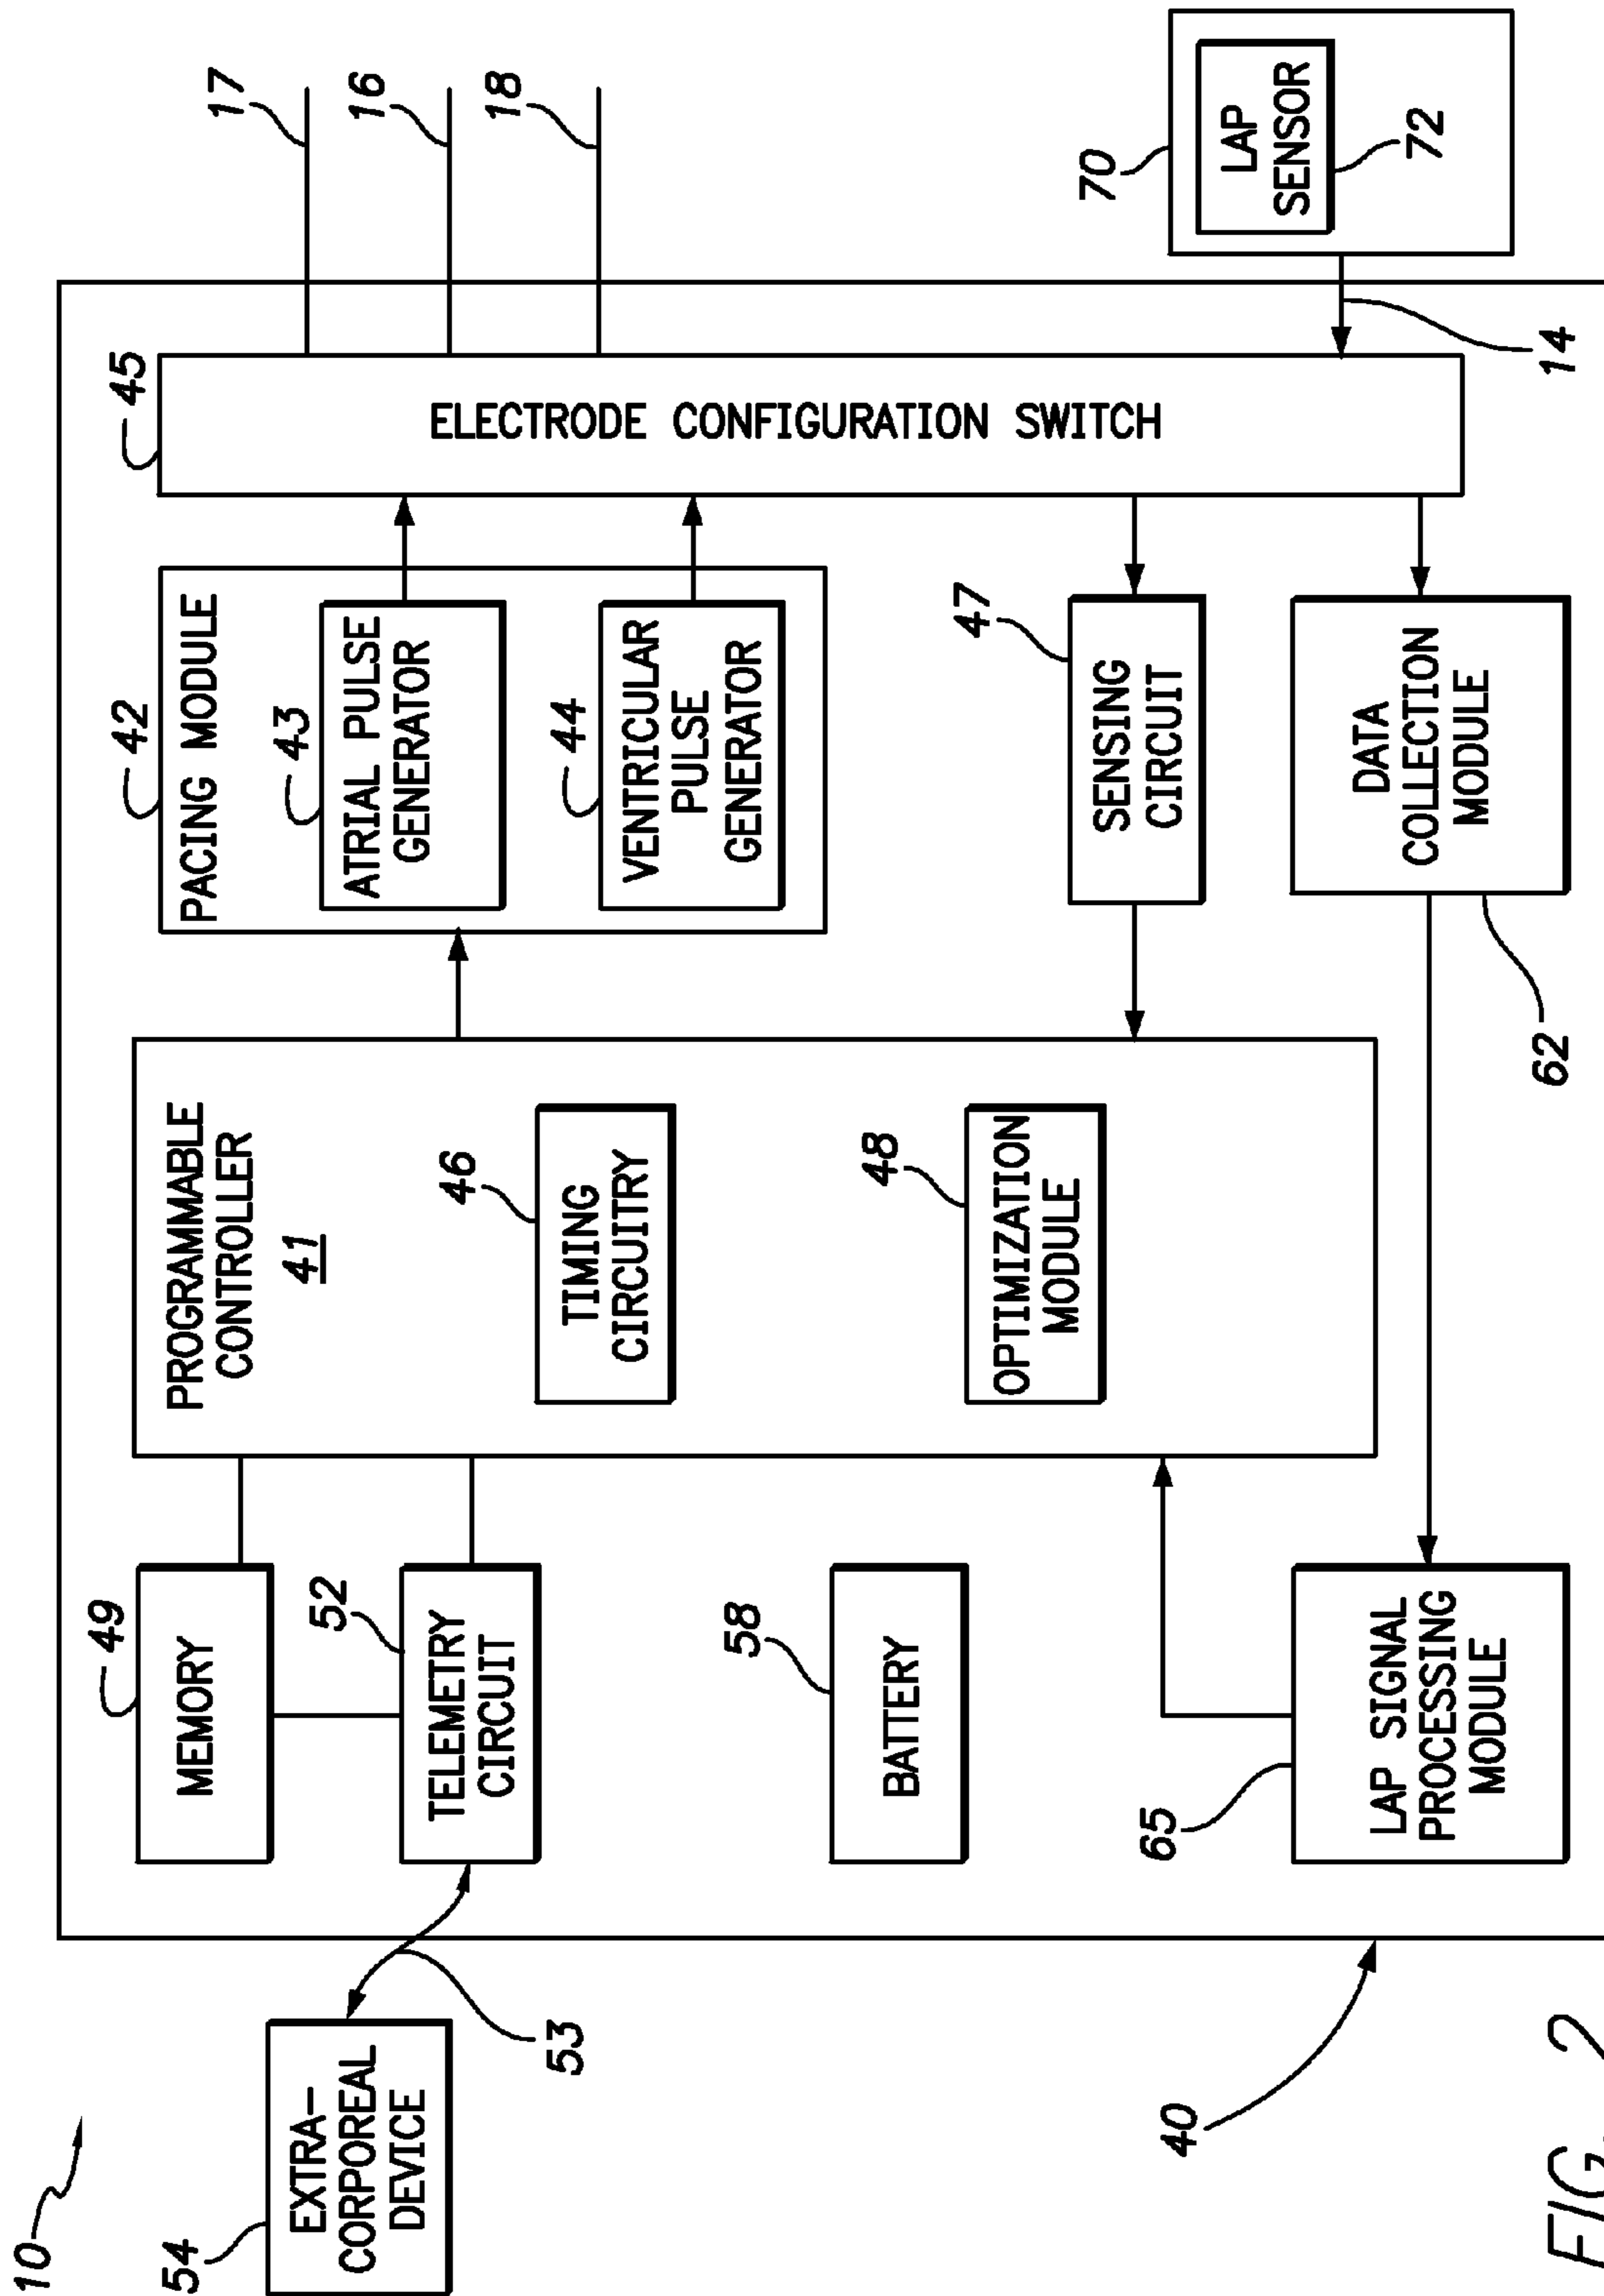 10
54
EXTRA-
CORPOREAL
DEVICE
53
40
49
MEMORY
52
TELEMETRY
CIRCUIT
58
BATTERY
65
LAP SIGNAL
PROCESSING
MODULE
PROGRAMMABLE
CONTROLLER
41
46
TIMING
CIRCUITRY
48
OPTIMIZATION
MODULE
42
PACING MODULE
43
ATRIAL PULSE
GENERATOR
44
VENTRICULAR
PULSE
GENERATOR
47
SENSING
CIRCUIT
DATA
COLLECTION
MODULE
62
45
ELECTRODE CONFIGURATION SWITCH
17
16
18
14
70
LAP
SENSOR
72
FIG. 2